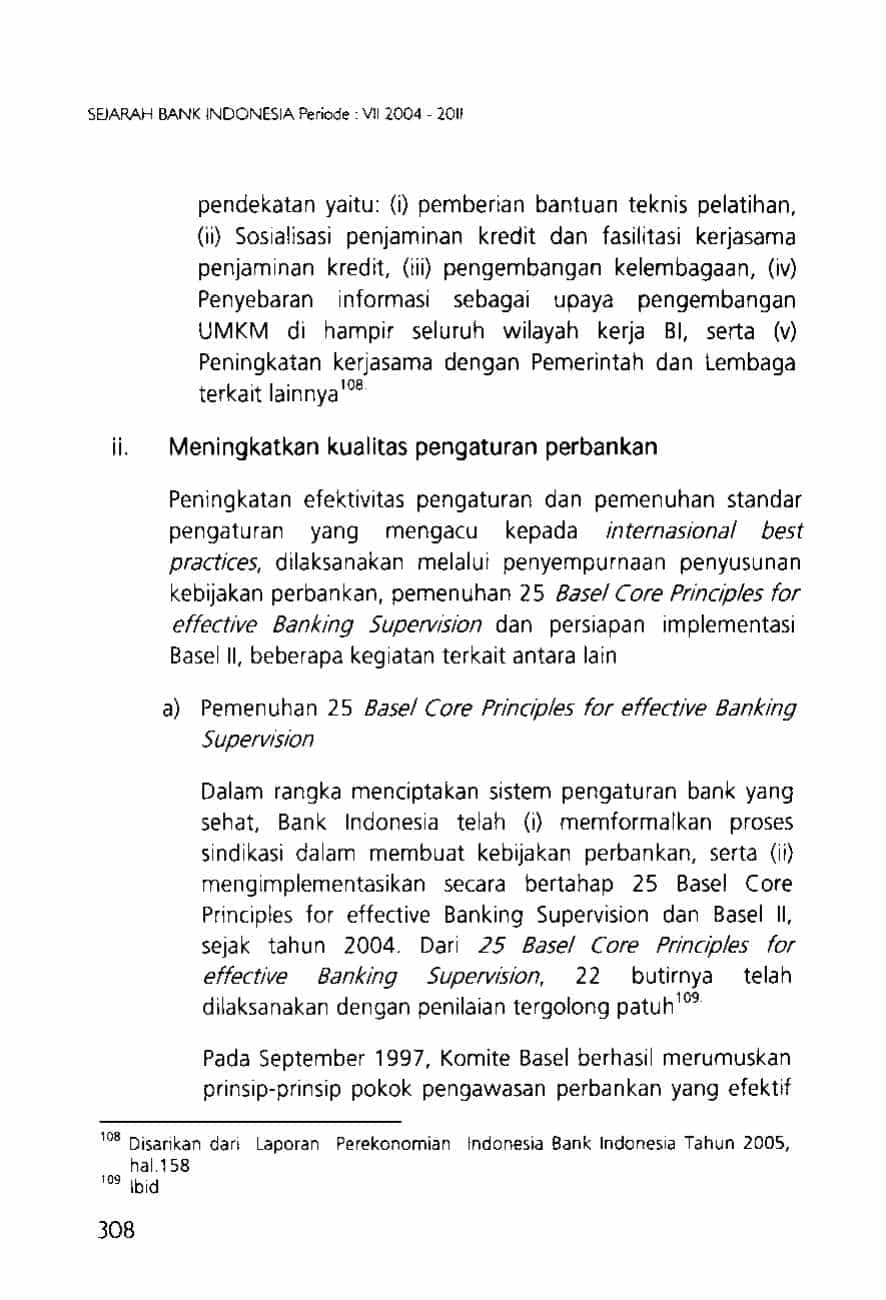 SEJARAH BANK INDONESIA Periode : VII 2004 - 2011
pendekatan yaitu: (i) pemberian bantuan teknis pelatihan,
(ii) Sosialisasi penjaminan kredit dan fasilitasi kerjasama
penjaminan kredit, (iii) pengembangan kelembagaan, (iv)
Penyebaran informasi sebagai upaya pengembangan
UMKM di hampir seluruh wilayah kerja BI, serta (v)
Peningkatan kerjasama dengan Pemerintah dan Lembaga
terkait lainnya108.
ii. Meningkatkan kualitas pengaturan perbankan
Peningkatan efektivitas pengaturan dan pemenuhan standar
pengaturan yang mengacu kepada internasional best
practices, dilaksanakan melalui penyempurnaan penyusunan
kebijakan perbankan, pemenuhan 25 Basel Core Principles for
effective Banking Supervision dan persiapan implementasi
Basel II, beberapa kegiatan terkait antara lain
a) Pemenuhan 25 Basel Core Principles for effective Banking
Supervision
Dalam rangka menciptakan sistem pengaturan bank yang
sehat, Bank Indonesia telah (i) memformalkan proses
sindikasi dalam membuat kebijakan perbankan, serta (ii)
mengimplementasikan secara bertahap 25 Basel Core
Principles for effective Banking Supervision dan Basel II,
sejak tahun 2004. Dari 25 Basel Core Principles for
effective Banking Supervision, 22 butirnya telah
dilaksanakan dengan penilaian tergolong patuh109.
Pada September 1997, Komite Basel berhasil merumuskan
prinsip-prinsip pokok pengawasan perbankan yang efektif
108 Disarikan dari Laporan Perekonomian Indonesia Bank Indonesia Tahun 2005,
hal.158
109 Ibid
308